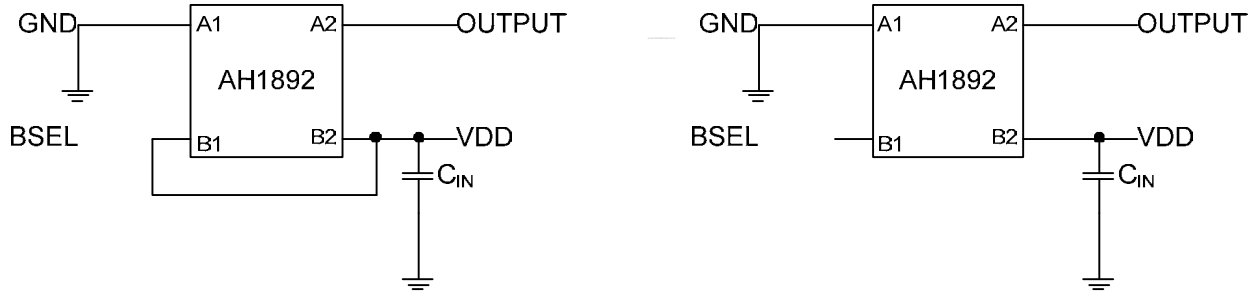 GND A1 A2 OUTPUT
AH1892
BSEL B1 B2 VDD
CIN
GND A1 A2 OUTPUT
AH1892
BSEL B1 B2 VDD
CIN